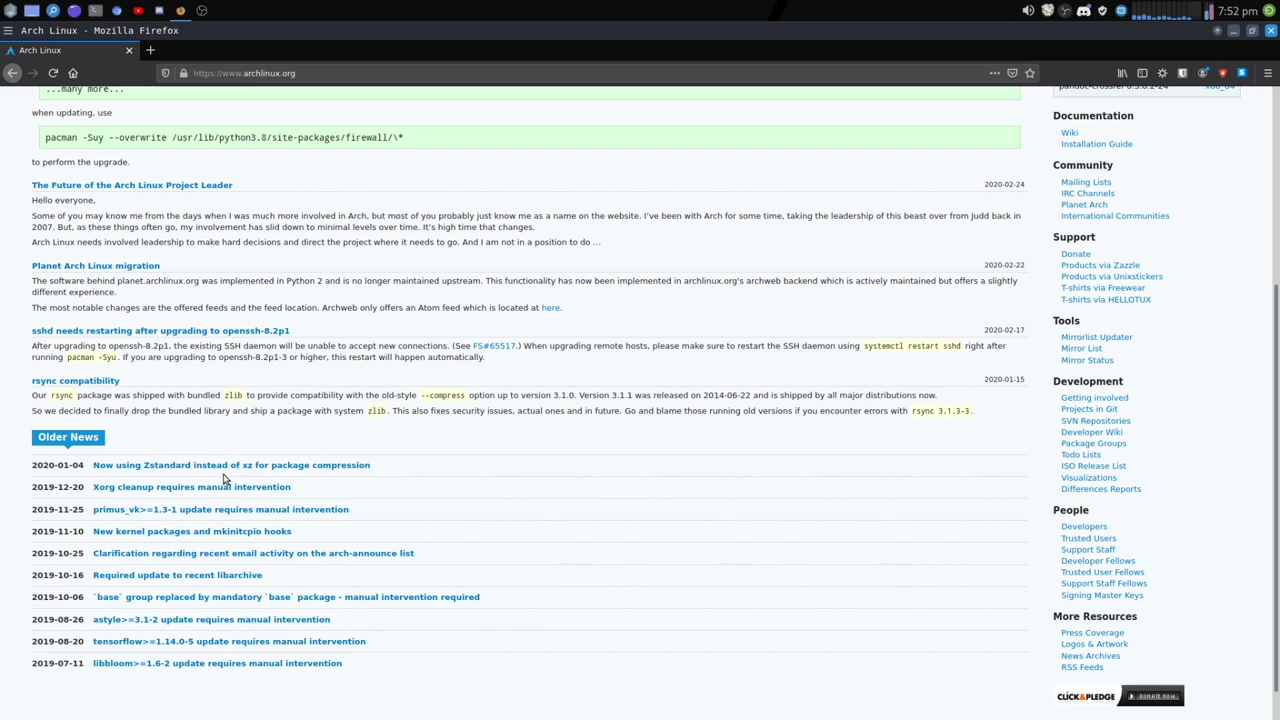 7:52 pm
Arch Linux - Mozilla Firefox
Arch Linux
https://www.archlinux.org
...many more...
when updating, use
pacman -Suy --overwrite /usr/lib/python3.8/site-packages/firewall/\*
to perform the upgrade.
The Future of the Arch Linux Project Leader 2020-02-24
Hello everyone,
Some of you may know me from the days when I was much more involved in Arch, but most of you probably just know me as a name on the website. I've been with Arch for some time, taking the leadership of this beast over from Judd back in
2007. But, as these things often go, my involvement has slid down to minimal levels over time. It's high time that changes.
Arch Linux needs involved leadership to make hard decisions and direct the project where it needs to go. And I am not in a position to do ...
Planet Arch Linux migration 2020-02-22
The software behind planet.archlinux.org was implemented in Python 2 and is no longer maintained upstream. This functionality has now been implemented in archlinux.org's archweb backend which is actively maintained but offers a slightly
different experience.
The most notable changes are the offered feeds and the feed location. Archweb only offers an Atom feed which is located at here.
sshd needs restarting after upgrading to openssh-8.2p1 2020-02-17
After upgrading to openssh-8.2p1, the existing SSH daemon will be unable to accept new connections. (See FS#65517.) When upgrading remote hosts, please make sure to restart the SSH daemon using systemctl restart sshd right after
running pacman -Syu. If you are upgrading to openssh-8.2p1-3 or higher, this restart will happen automatically.
rsync compatibility 2020-01-15
Our rsync package was shipped with bundled zlib to provide compatibility with the old-style --compress option up to version 3.1.0. Version 3.1.1 was released on 2014-06-22 and is shipped by all major distributions now.
So we decided to finally drop the bundled library and ship a package with system zlib. This also fixes security issues, actual ones and in future. Go and blame those running old versions if you encounter errors with rsync 3.1.3-3.
Older News
2020-01-04 Now using Zstandard instead of xz for package compression
2019-12-20 Xorg cleanup requires manual intervention
2019-11-25 primus_vk>=1.3-1 update requires manual intervention
2019-11-10 New kernel packages and mkinitcpio hooks
2019-10-25 Clarification regarding recent email activity on the arch-announce list
2019-10-16 Required update to recent libarchive
2019-10-06 `base` group replaced by mandatory `base` package - manual intervention required
2019-08-26 astyle>=3.1-2 update requires manual intervention
2019-08-20 tensorflow>=1.14.0-5 update requires manual intervention
2019-07-11 libbloom>=1.6-2 update requires manual intervention
Documentation
Wiki
Installation Guide
Community
Mailing Lists
IRC Channels
Planet Arch
International Communities
Support
Donate
Products via Zazzle
Products via Unixstickers
T-shirts via Freewear
T-shirts via HELLOTUX
Tools
Mirrorlist Updater
Mirror List
Mirror Status
Development
Getting involved
Projects in Git
SVN Repositories
Developer Wiki
Package Groups
Todo Lists
ISO Release List
Visualizations
Differences Reports
People
Developers
Trusted Users
Support Staff
Developer Fellows
Trusted User Fellows
Support Staff Fellows
Signing Master Keys
More Resources
Press Coverage
Logos & Artwork
News Archives
RSS Feeds
CLICK&PLEDGE DONATE NOW